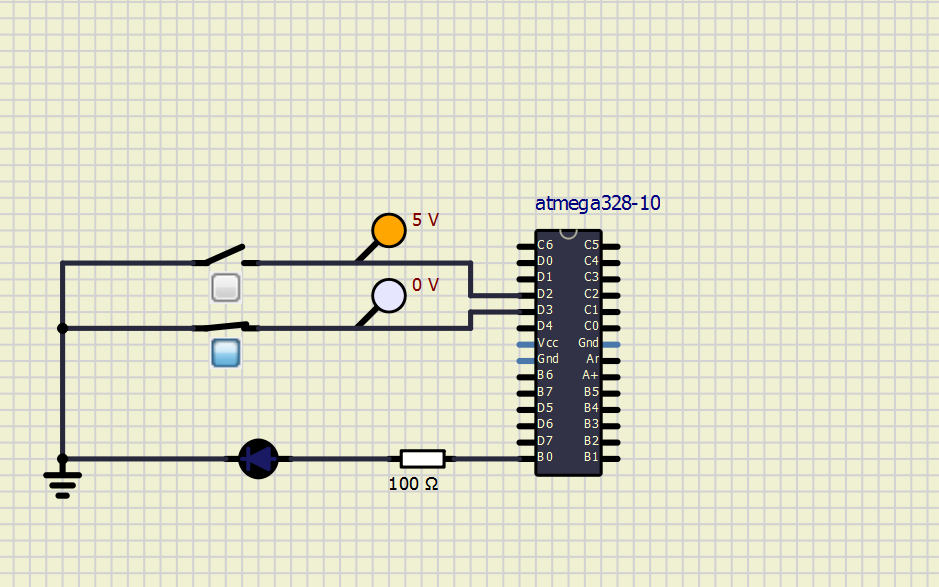 atmega328-10
5 V
0 V
C6 C5
D0 C4
D1 C3
D2 C2
D3 C1
D4 C0
Vcc Gnd
Gnd Ar
B6 A+
B7 B5
D5 B4
D6 B3
D7 B2
B0 B1
100 Ω